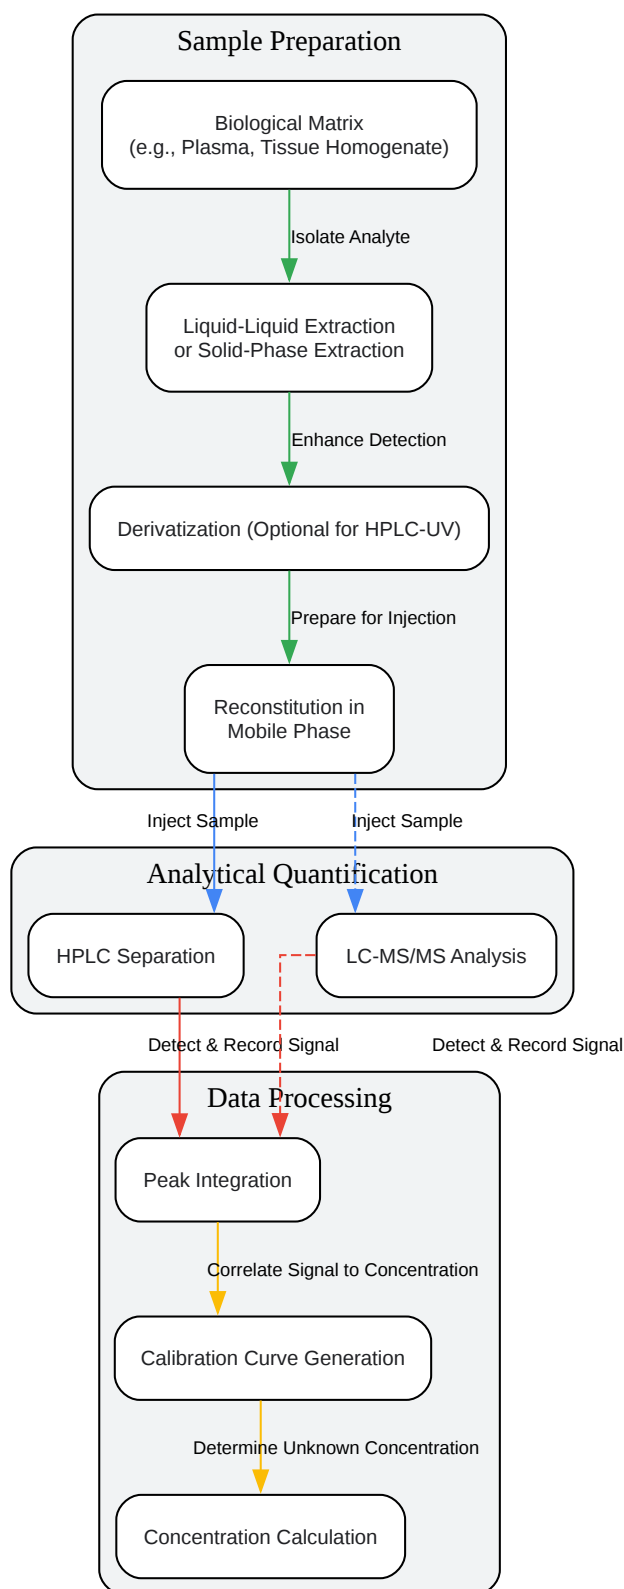 Sample Preparation
Biological Matrix
(e.g., Plasma, Tissue Homogenate)
Isolate Analyte
Liquid-Liquid Extraction
or Solid-Phase Extraction
Enhance Detection
Derivatization (Optional for HPLC-UV)
Prepare for Injection
Reconstitution in
Mobile Phase
Inject Sample
Inject Sample
Analytical Quantification
HPLC Separation
LC-MS/MS Analysis
Detect & Record Signal
Detect & Record Signal
Data Processing
Peak Integration
Correlate Signal to Concentration
Calibration Curve Generation
Determine Unknown Concentration
Concentration Calculation